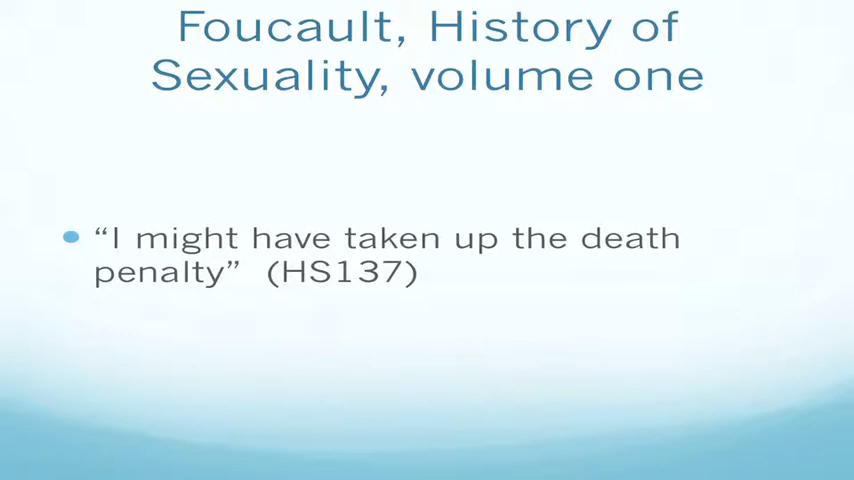 Foucault, History of
Sexuality, volume one
• “I might have taken up the death
penalty”  (HS137)